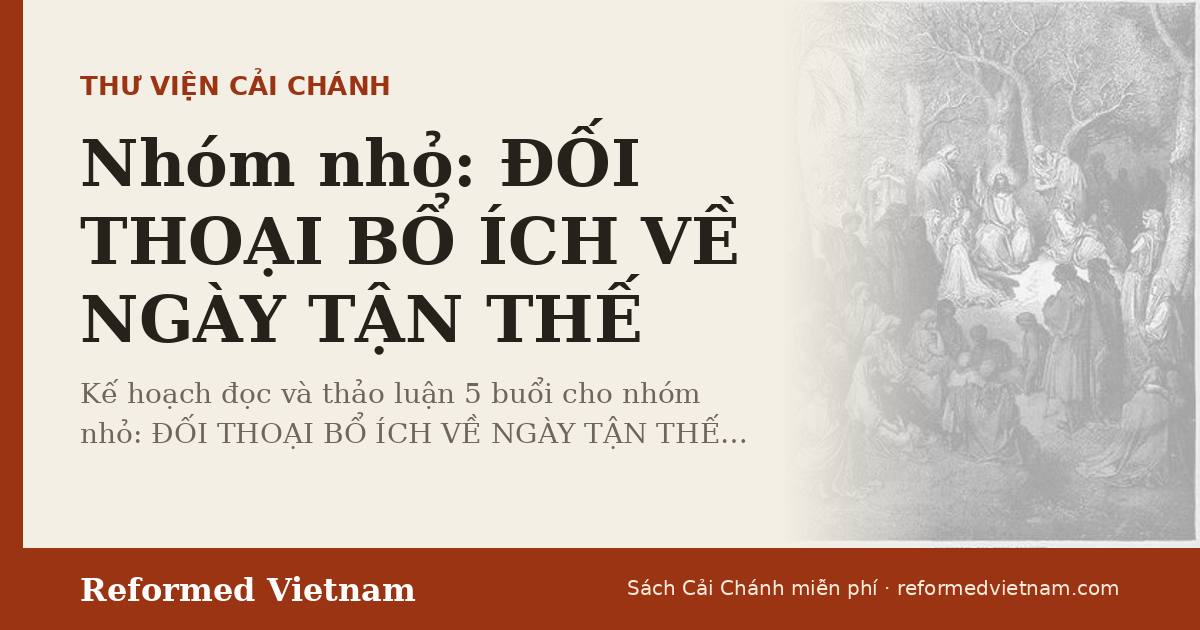 THƯ VIỆN CẢI CHÁNH
Nhóm nhỏ: ĐỐI
THOẠI BỔ ÍCH VỀ
NGÀY TẬN THẾ
Kế hoạch đọc và thảo luận 5 buổi cho nhóm
nhỏ: ĐỐI THOẠI BỔ ÍCH VỀ NGÀY TẬN THẾ...
Reformed Vietnam
Sách Cải Chánh miễn phí · reformedvietnam.com